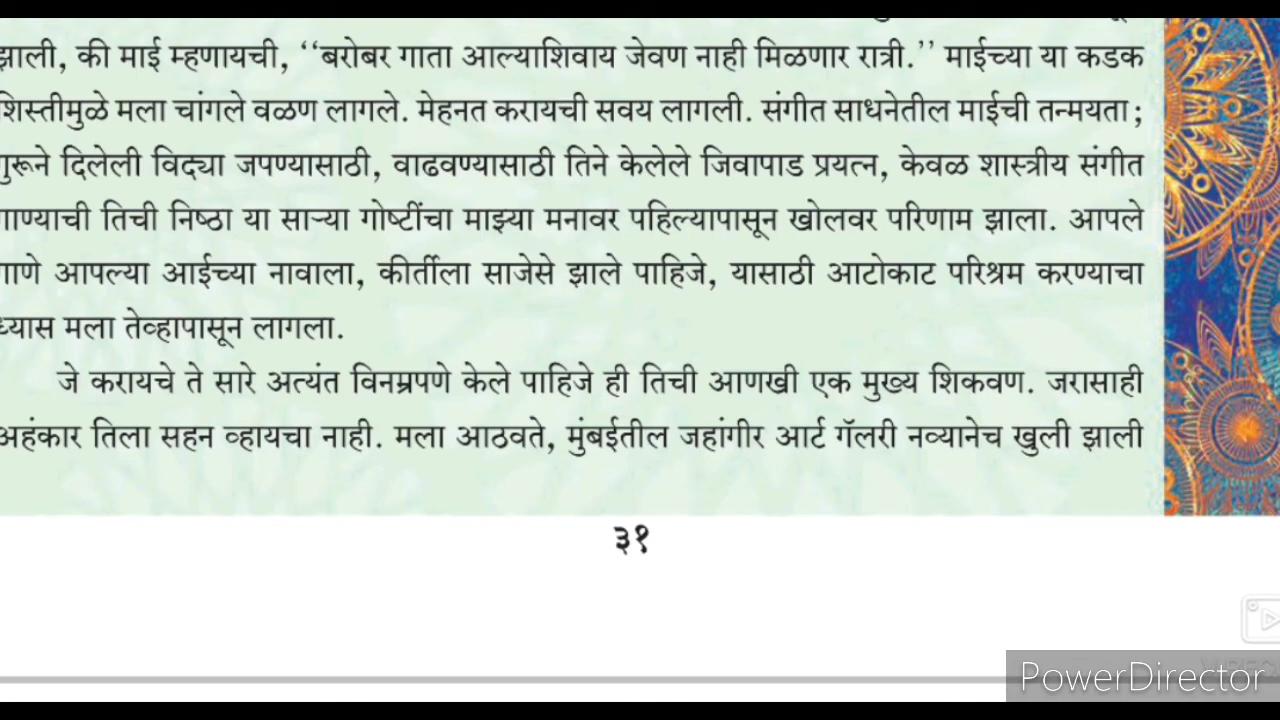 झाली, की माई म्हणायची, ‘‘बरोबर गाता आल्याशिवाय जेवण नाही मिळणार रात्री.’’ माईच्या या कडक
शिस्तीमुळे मला चांगले वळण लागले. मेहनत करायची सवय लागली. संगीत साधनेतील माईची तन्मयता;
गुरूने दिलेली विद्या जपण्यासाठी, वाढवण्यासाठी तिने केलेले जिवापाड प्रयत्न, केवळ शास्त्रीय संगीत
गाण्याची तिची निष्ठा या साऱ्या गोष्टींचा माझ्या मनावर पहिल्यापासून खोलवर परिणाम झाला. आपले
गाणे आपल्या आईच्या नावाला, कीर्तीला साजेसे झाले पाहिजे, यासाठी आटोकाट परिश्रम करण्याचा
ध्यास मला तेव्हापासून लागला.
जे करायचे ते सारे अत्यंत विनम्रपणे केले पाहिजे ही तिची आणखी एक मुख्य शिकवण. जरासाही
अहंकार तिला सहन व्हायचा नाही. मला आठवते, मुंबईतील जहांगीर आर्ट गॅलरी नव्यानेच खुली झाली
३१
PowerDirector